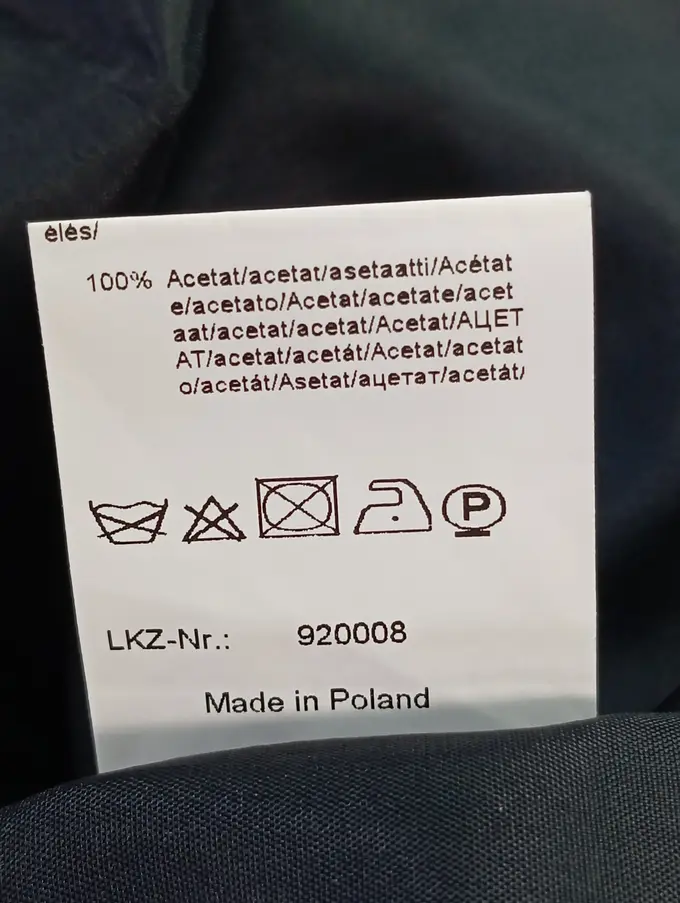 élés/
100% Acetat/acetat/asetaatti/Acétat
e/acetato/Acetat/acetate/acet
aat/acetat/acetat/Acetat/АЦЕТ
АТ/acetat/acetát/Acetat/acetat
o/acetát/Asetat/ацетат/acetát/
P
LKZ-Nr.: 920008
Made in Poland